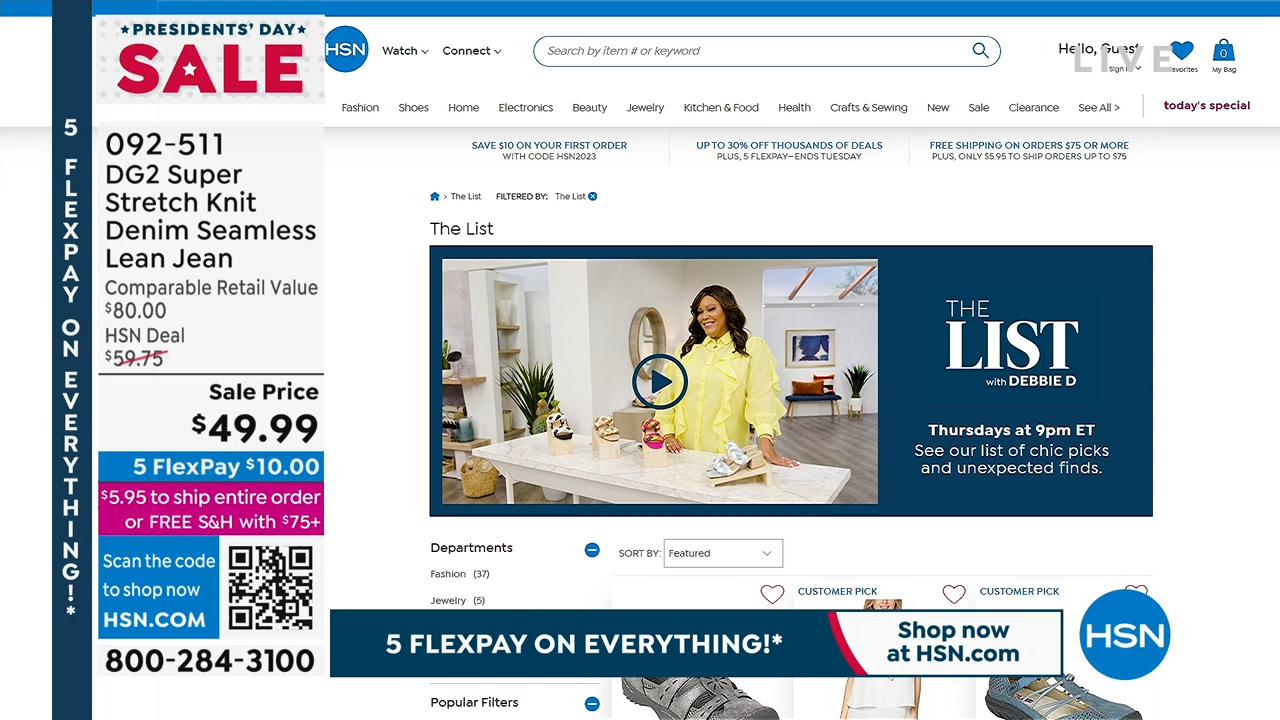 5 FLEXPAY ON EVERYTHING!*
★PRESIDENTS' DAY★
SALE
092-511
DG2 Super
Stretch Knit
Denim Seamless
Lean Jean
Comparable Retail Value
$80.00
HSN Deal
$59.75
Sale Price
$49.99
5 FlexPay $10.00
$5.95 to ship entire order
or FREE S&H with $75+
Scan the code
to shop now
HSN.COM
800-284-3100
HSN
Watch
Connect
Search by item # or keyword
Hello, Guest
Sign In
LIVE
Favorites
0
My Bag
Fashion Shoes Home Electronics Beauty Jewelry Kitchen & Food Health Crafts & Sewing New Sale Clearance See All > today's special
SAVE $10 ON YOUR FIRST ORDER
WITH CODE HSN2023
UP TO 30% OFF THOUSANDS OF DEALS
PLUS, 5 FLEXPAY—ENDS TUESDAY
FREE SHIPPING ON ORDERS $75 OR MORE
PLUS, ONLY $5.95 TO SHIP ORDERS UP TO $75
> The List FILTERED BY: The List
The List
THE
LIST
with DEBBIE D
Thursdays at 9pm ET
See our list of chic picks
and unexpected finds.
Departments
Fashion (37)
Jewelry (5)
SORT BY: Featured
CUSTOMER PICK
CUSTOMER PICK
5 FLEXPAY ON EVERYTHING!*
Shop now
at HSN.com
HSN
Popular Filters